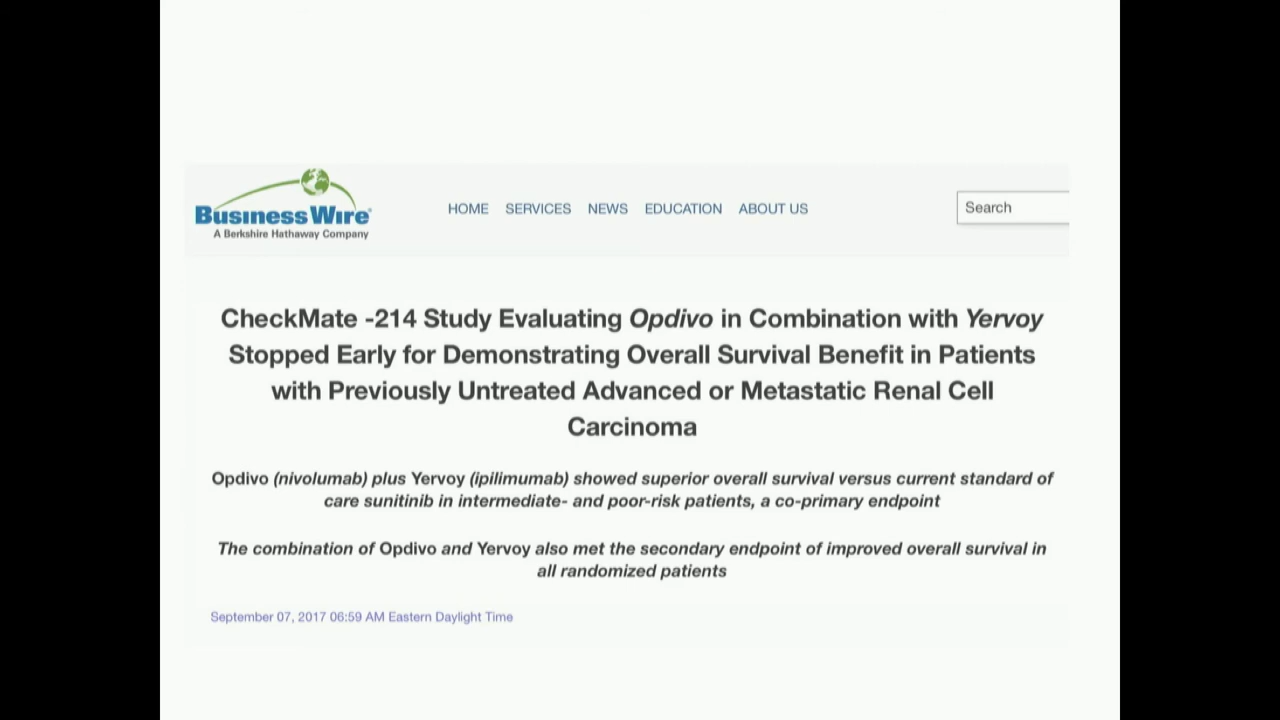 BusinessWire
A Berkshire Hathaway Company
HOME SERVICES NEWS EDUCATION ABOUT US
Search
CheckMate -214 Study Evaluating Opdivo in Combination with Yervoy
Stopped Early for Demonstrating Overall Survival Benefit in Patients
with Previously Untreated Advanced or Metastatic Renal Cell
Carcinoma
Opdivo (nivolumab) plus Yervoy (ipilimumab) showed superior overall survival versus current standard of
care sunitinib in intermediate- and poor-risk patients, a co-primary endpoint
The combination of Opdivo and Yervoy also met the secondary endpoint of improved overall survival in
all randomized patients
September 07, 2017 06:59 AM Eastern Daylight Time